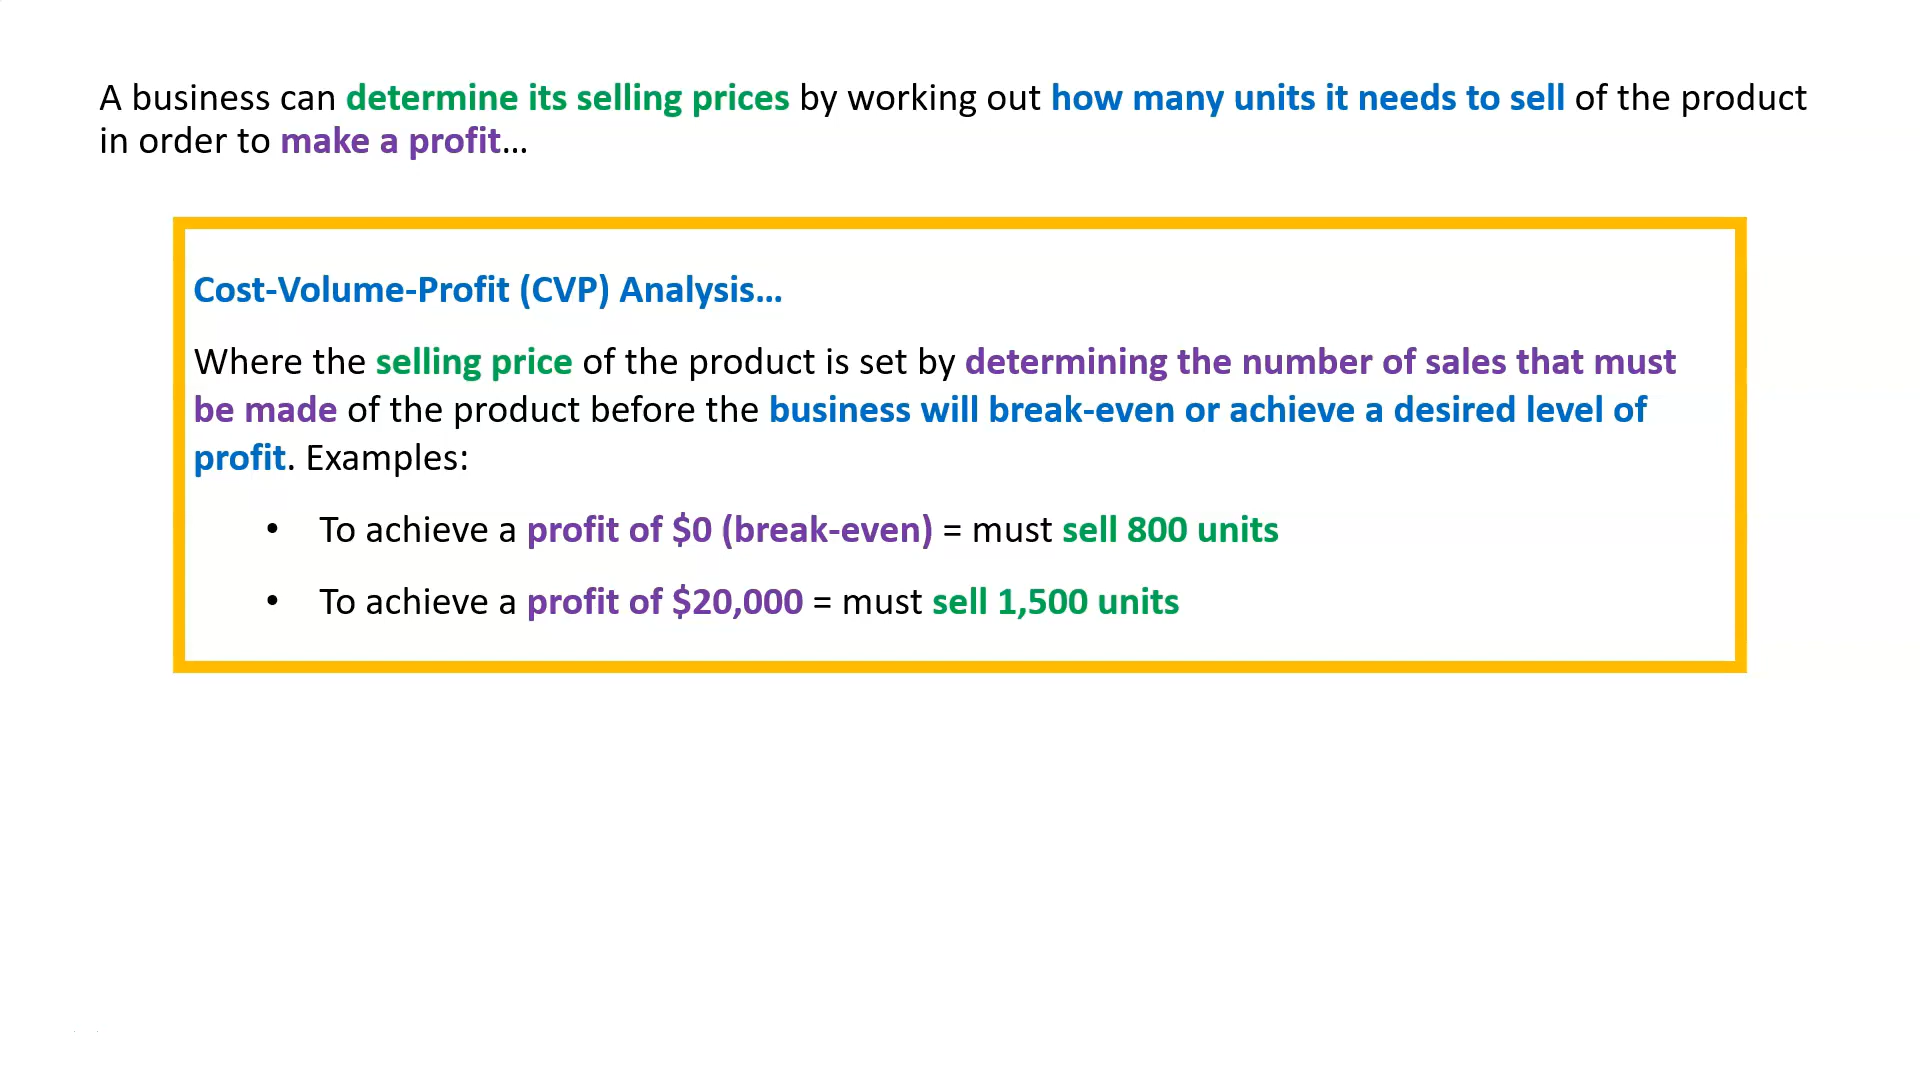 A business can determine its selling prices by working out how many units it needs to sell of the product
in order to make a profit…
Cost-Volume-Profit (CVP) Analysis…
Where the selling price of the product is set by determining the number of sales that must
be made of the product before the business will break-even or achieve a desired level of
profit. Examples:
• To achieve a profit of $0 (break-even) = must sell 800 units
• To achieve a profit of $20,000 = must sell 1,500 units